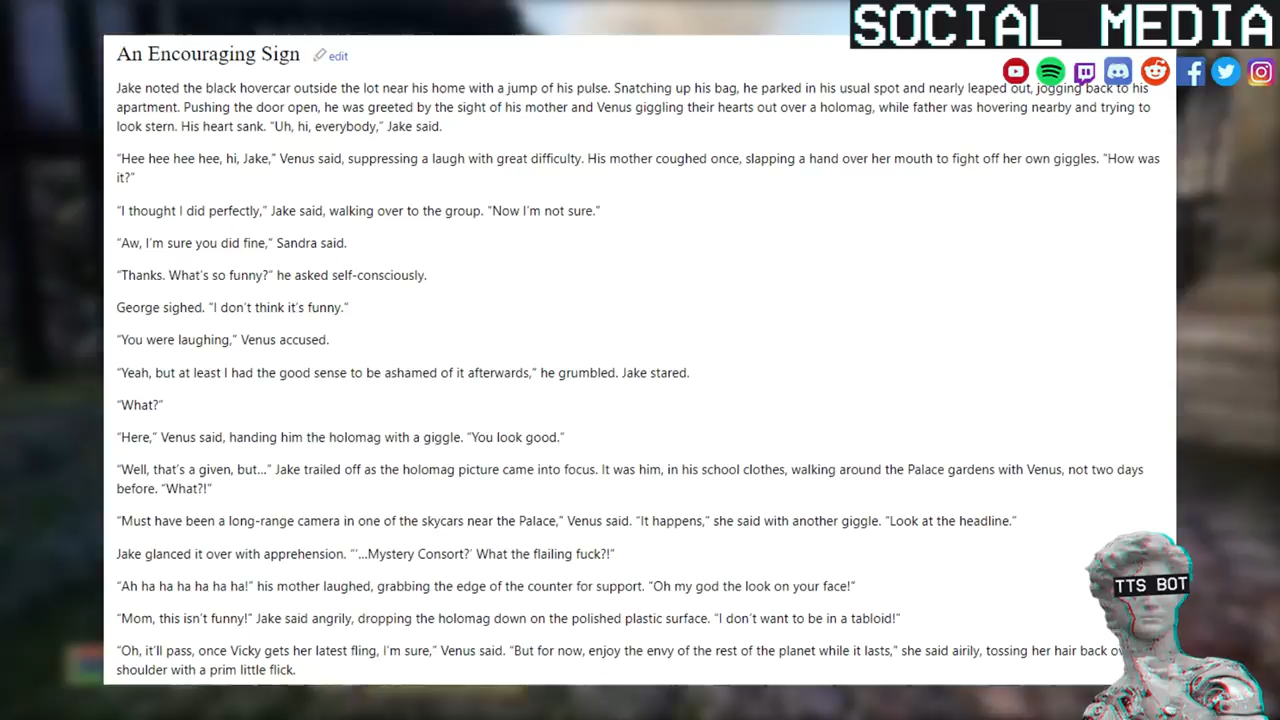 SOCIAL MEDIA
An Encouraging Sign edit
Jake noted the black hovercar outside the lot near his home with a jump of his pulse. Snatching up his bag, he parked in his usual spot and nearly leaped out, jogging back to his
apartment. Pushing the door open, he was greeted by the sight of his mother and Venus giggling their hearts out over a holomag, while father was hovering nearby and trying to
look stern. His heart sank. “Uh, hi, everybody,” Jake said.
“Hee hee hee hee, hi, Jake,” Venus said, suppressing a laugh with great difficulty. His mother coughed once, slapping a hand over her mouth to fight off her own giggles. “How was
it?”
“I thought I did perfectly,” Jake said, walking over to the group. “Now I’m not sure.”
“Aw, I’m sure you did fine,” Sandra said.
“Thanks. What’s so funny?” he asked self-consciously.
George sighed. “I don’t think it’s funny.”
“You were laughing,” Venus accused.
“Yeah, but at least I had the good sense to be ashamed of it afterwards,” he grumbled. Jake stared.
“What?”
“Here,” Venus said, handing him the holomag with a giggle. “You look good.”
“Well, that’s a given, but…” Jake trailed off as the holomag picture came into focus. It was him, in his school clothes, walking around the Palace gardens with Venus, not two days
before. “What?!”
“Must have been a long-range camera in one of the skycars near the Palace,” Venus said. “It happens,” she said with another giggle. “Look at the headline.”
Jake glanced it over with apprehension. “‘…Mystery Consort?’ What the flailing fuck?!”
“Ah ha ha ha ha ha ha!” his mother laughed, grabbing the edge of the counter for support. “Oh my god the look on your face!”
“Mom, this isn’t funny!” Jake said angrily, dropping the holomag down on the polished plastic surface. “I don’t want to be in a tabloid!”
“Oh, it’ll pass, once Vicky gets her latest fling, I’m sure,” Venus said. “But for now, enjoy the envy of the rest of the planet while it lasts,” she said airily, tossing her hair back
shoulder with a prim little flick.
TTS BOT